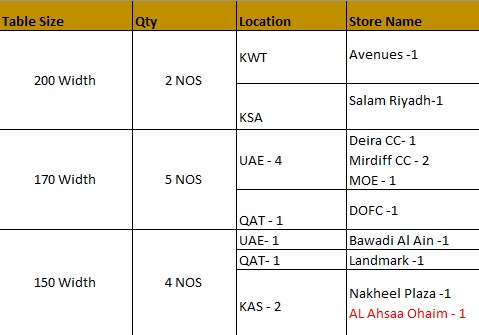 Table Size Qty Location Store Name
200 Width 2 NOS KWT Avenues -1
KSA Salam Riyadh-1
170 Width 5 NOS UAE - 4 Deira CC- 1
Mirdiff CC - 2
MOE - 1
QAT - 1 DOFC -1
150 Width 4 NOS UAE- 1 Bawadi Al Ain -1
QAT- 1 Landmark -1
KAS - 2 Nakheel Plaza -1
AL Ahsaa Ohaim - 1